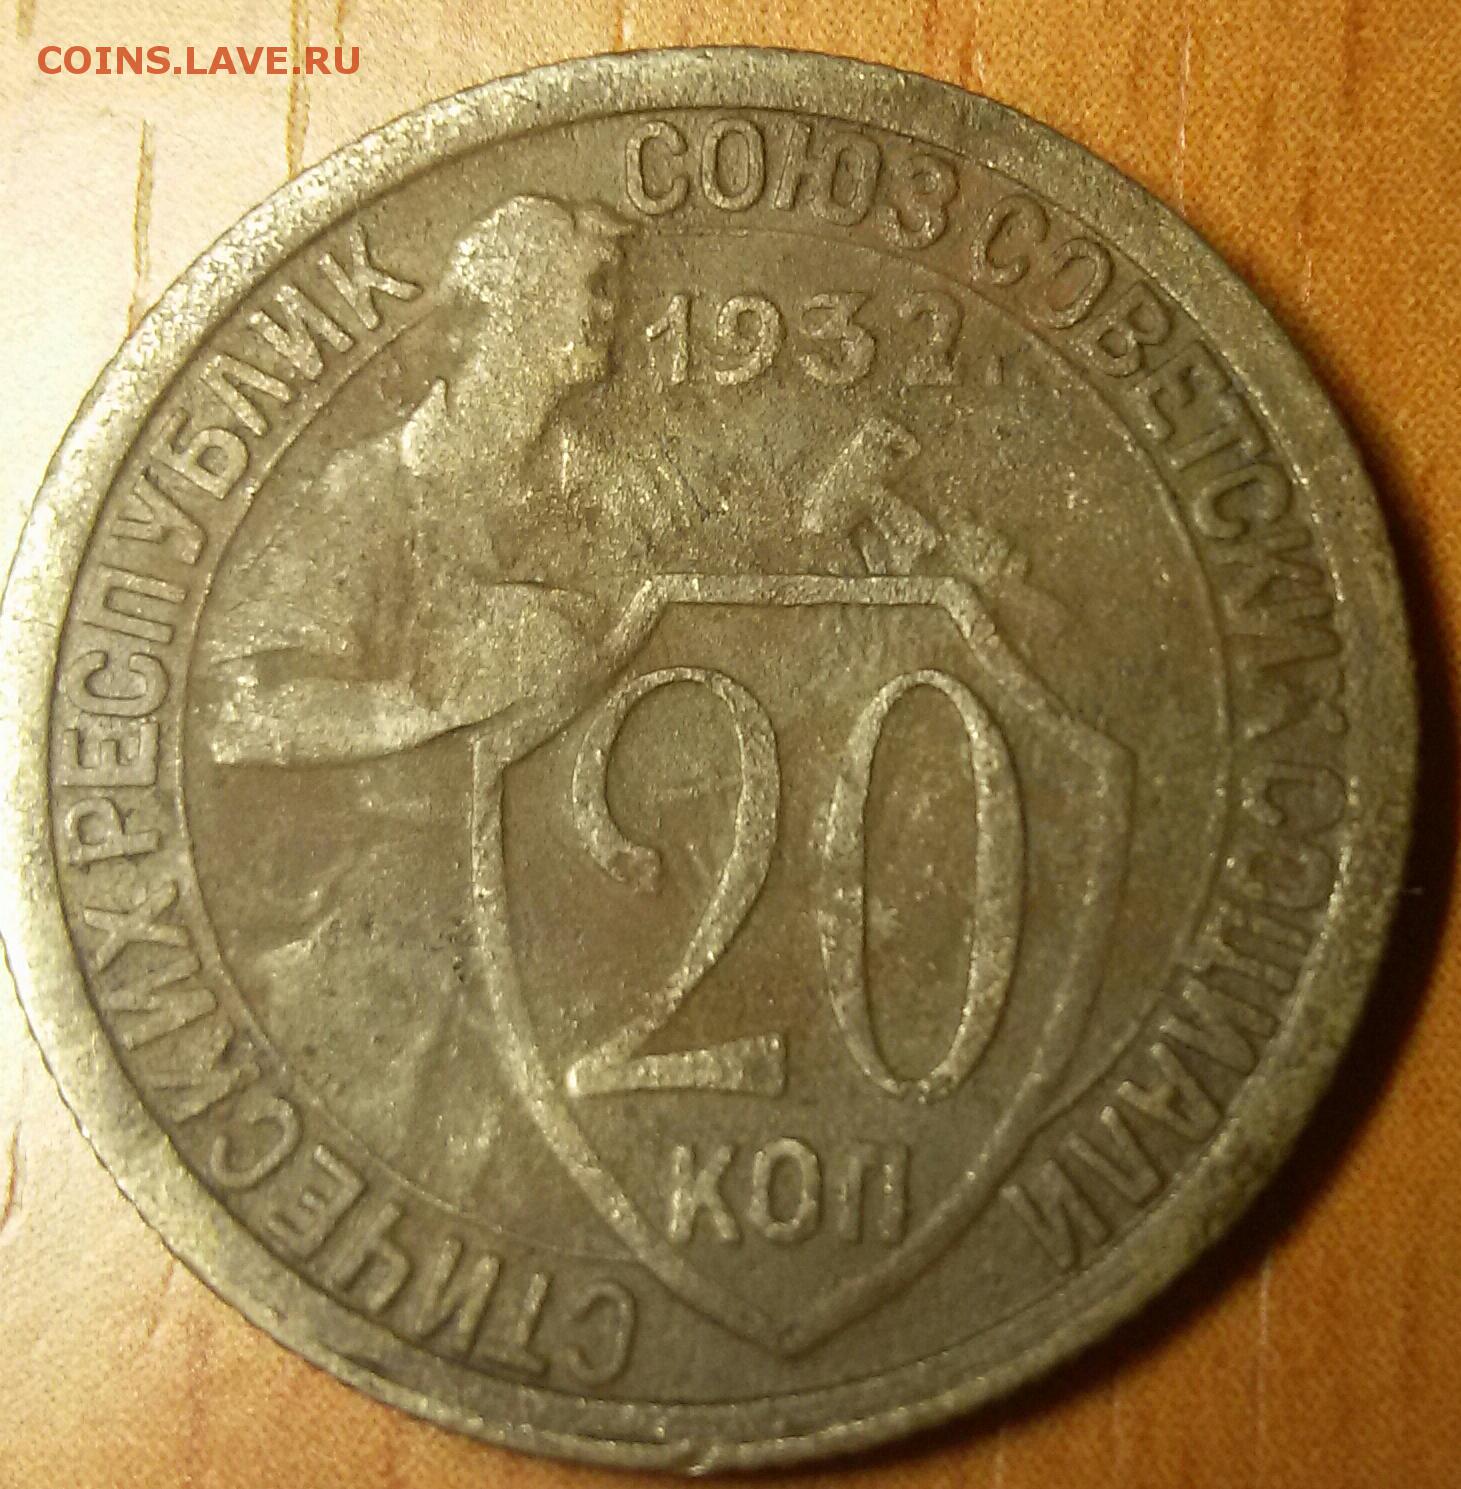 COINS.LAVE.RU
СОЮЗ СОВЕТСКИХ СОЦИАЛИСТИЧЕСКИХ РЕСПУБЛИК
1932
20
КОП